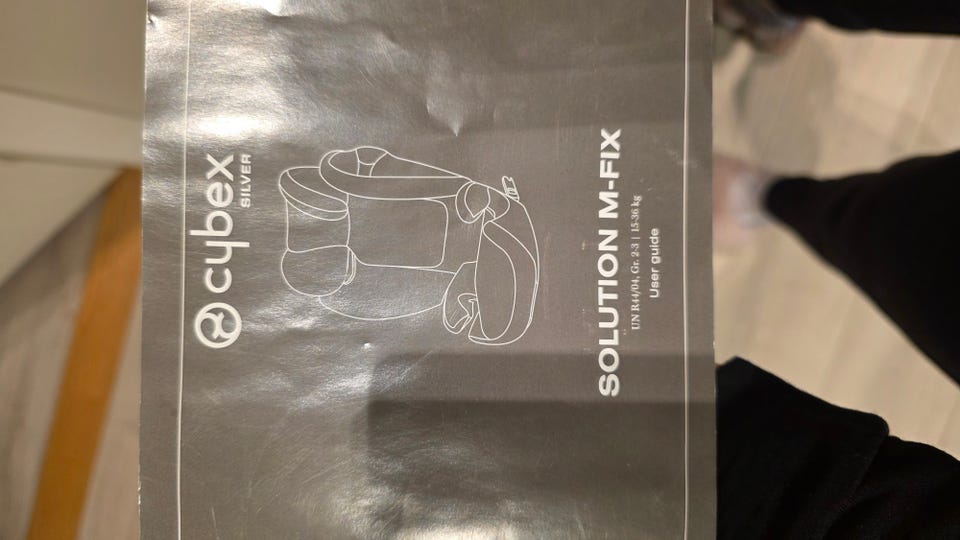 cybex
SILVER
SOLUTION M-FIX
UN R44/04, Gr. 2-3 | 15-36 kg
User guide